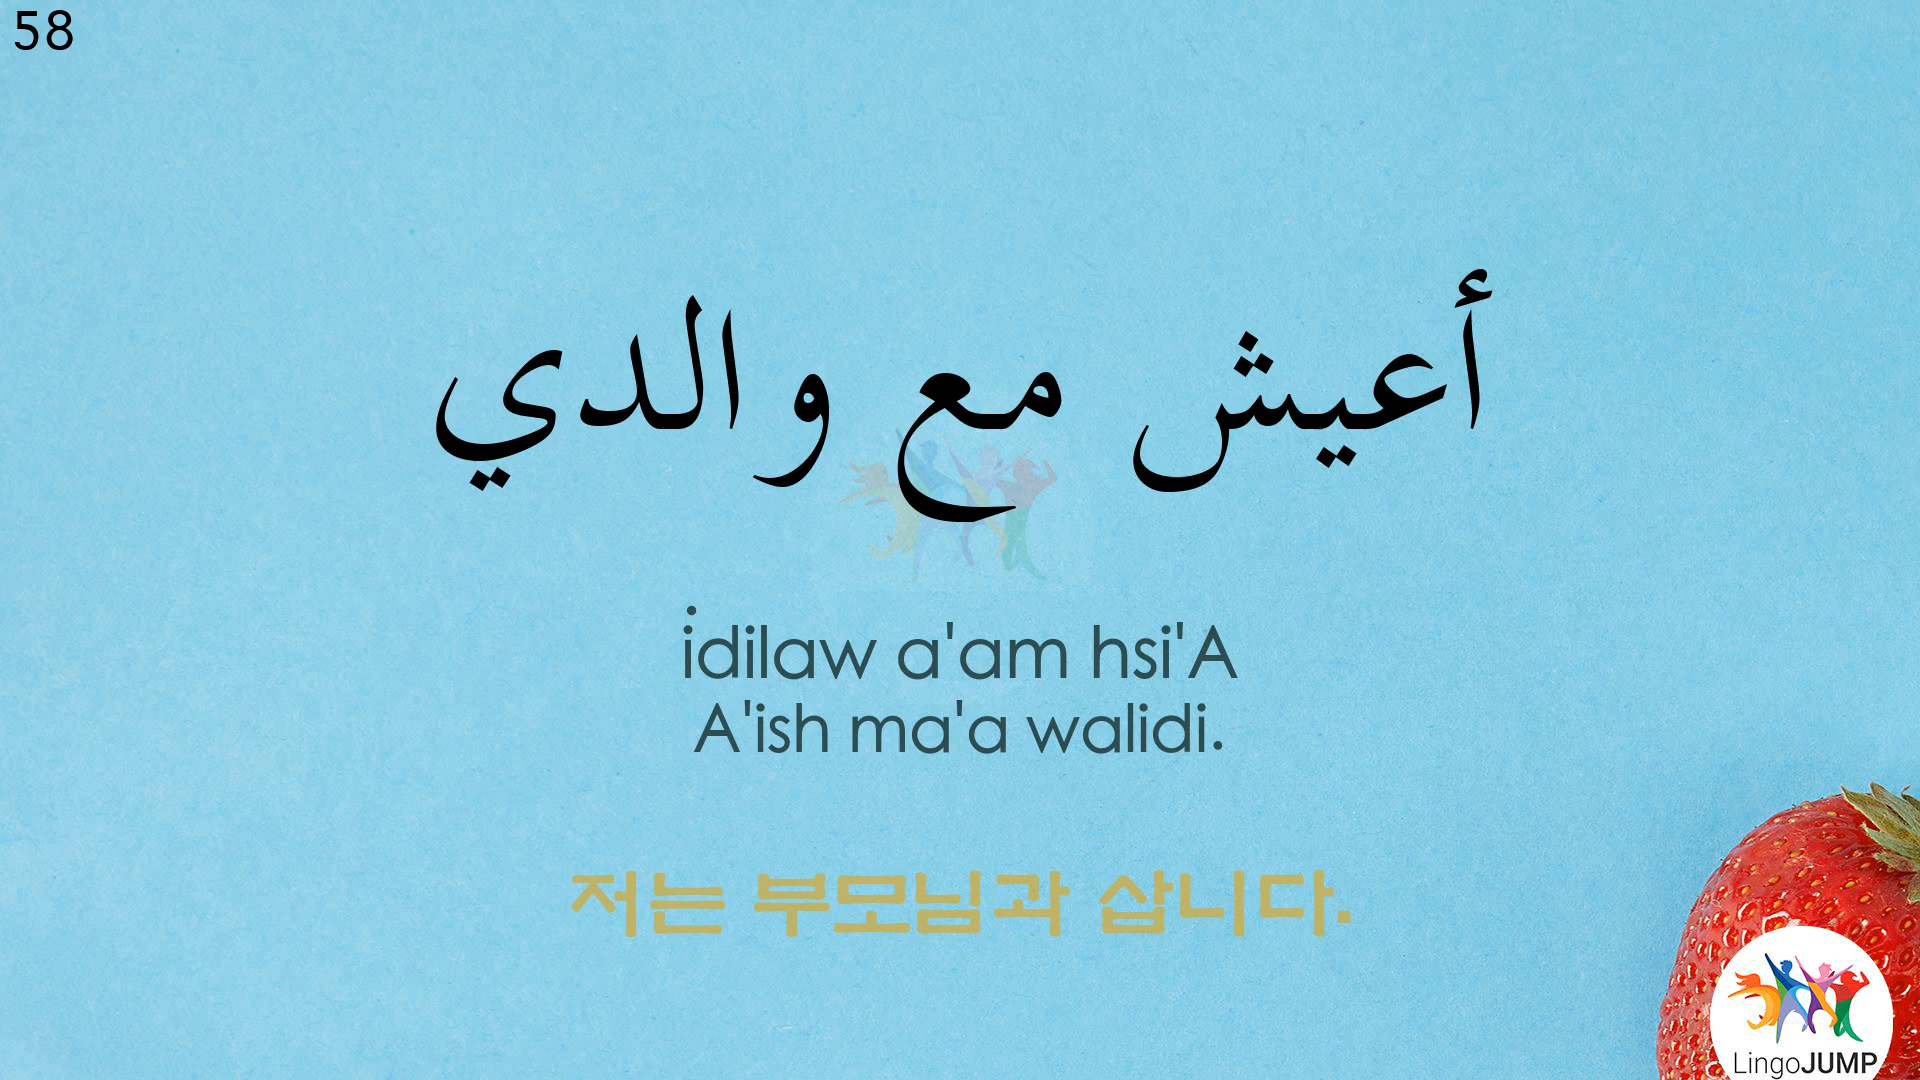 58
أعيش مع والدي
idilaw a'am hsi'A
A'ish ma'a walidi.
저는 부모님과 삽니다.
LingoJUMP